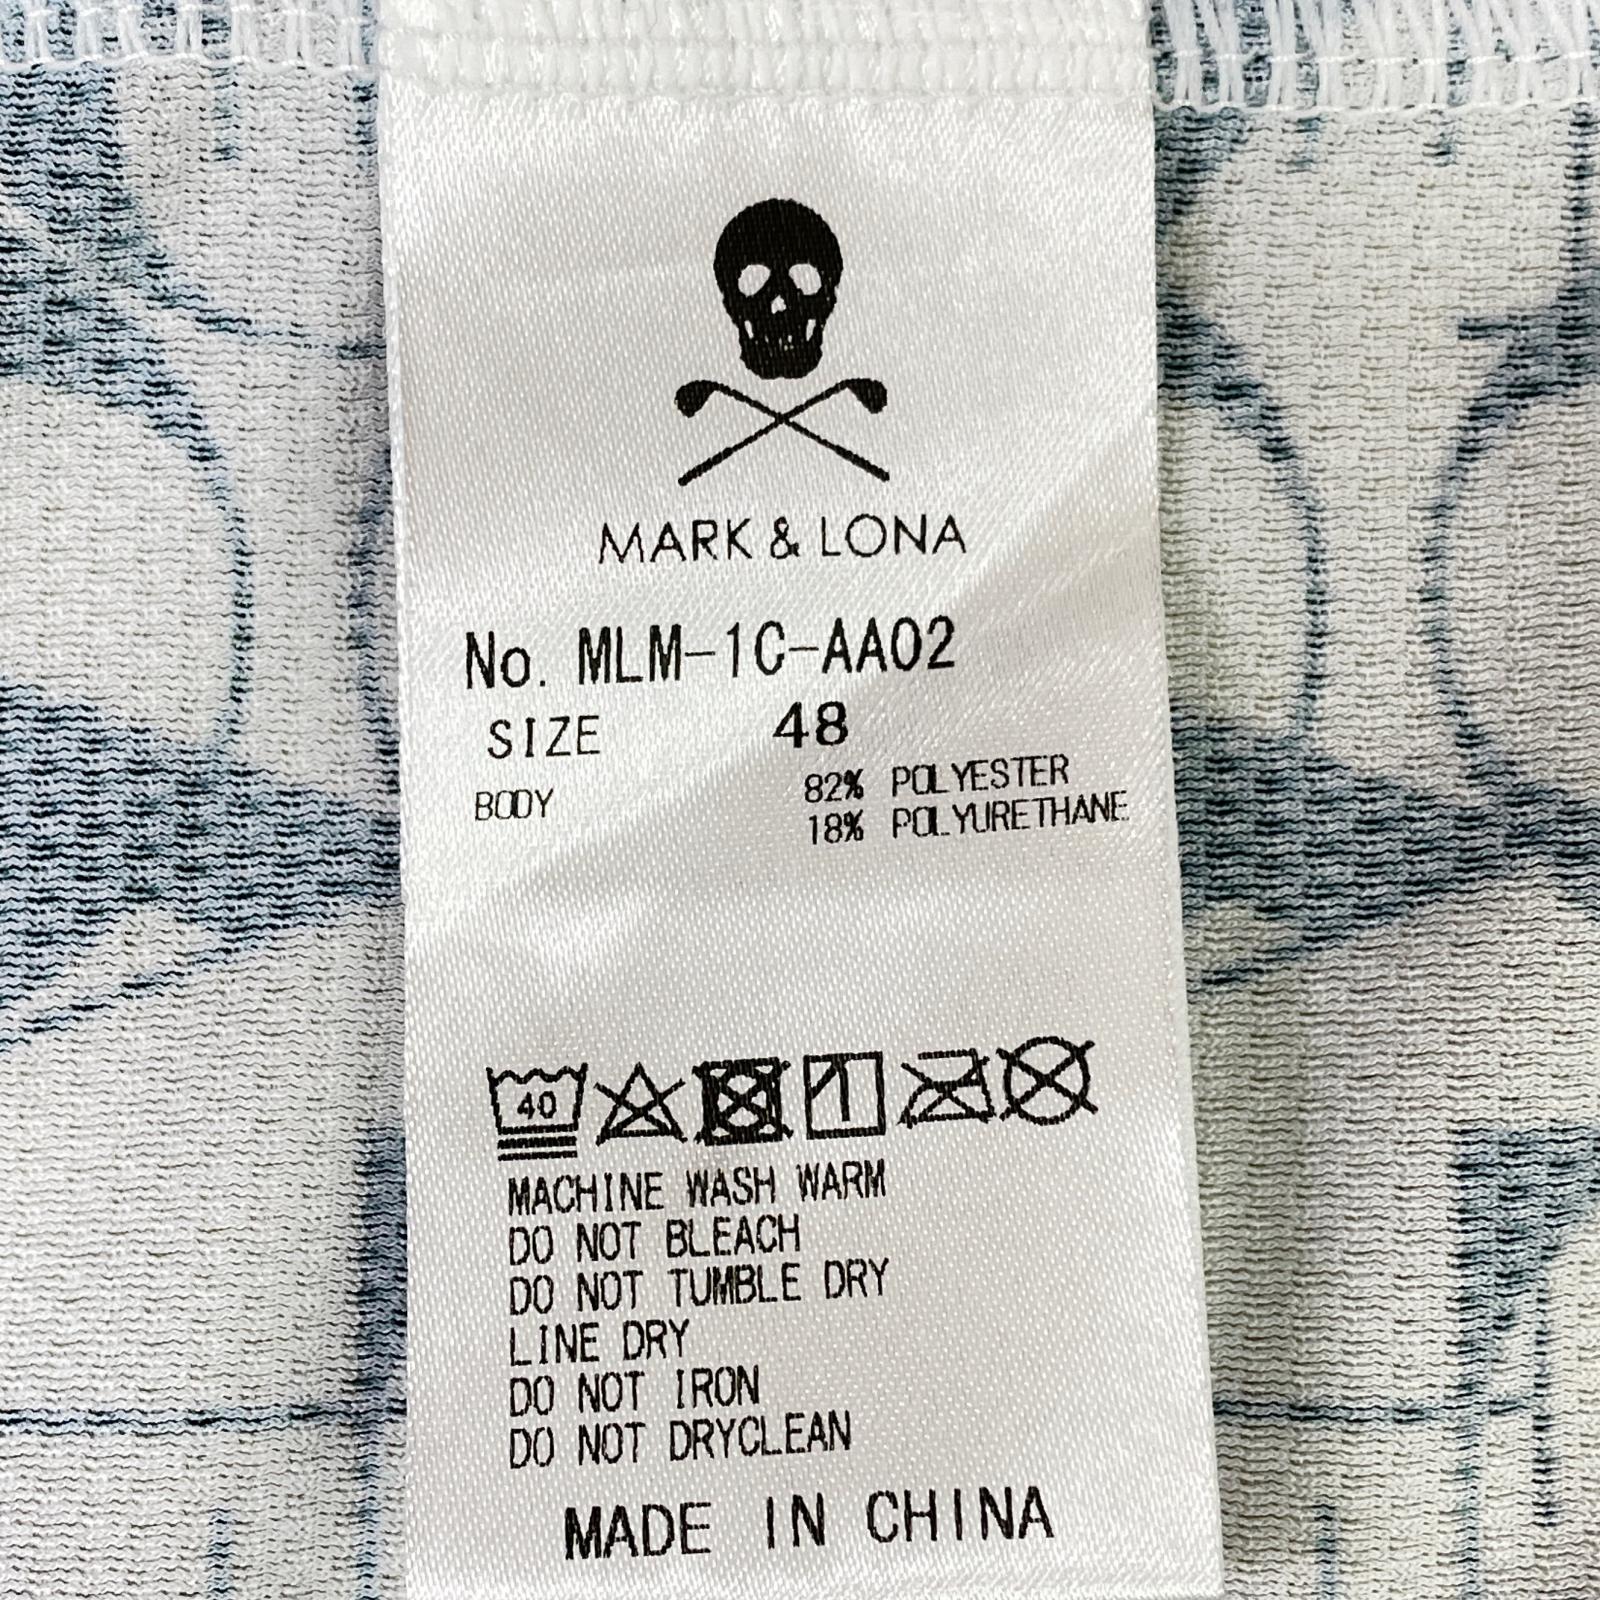 MARK & LONA
No. MLM-1C-AA02
SIZE 48
BODY 82% POLYESTER
18% POLYURETHANE
40
MACHINE WASH WARM
DO NOT BLEACH
DO NOT TUMBLE DRY
LINE DRY
DO NOT IRON
DO NOT DRYCLEAN
MADE IN CHINA